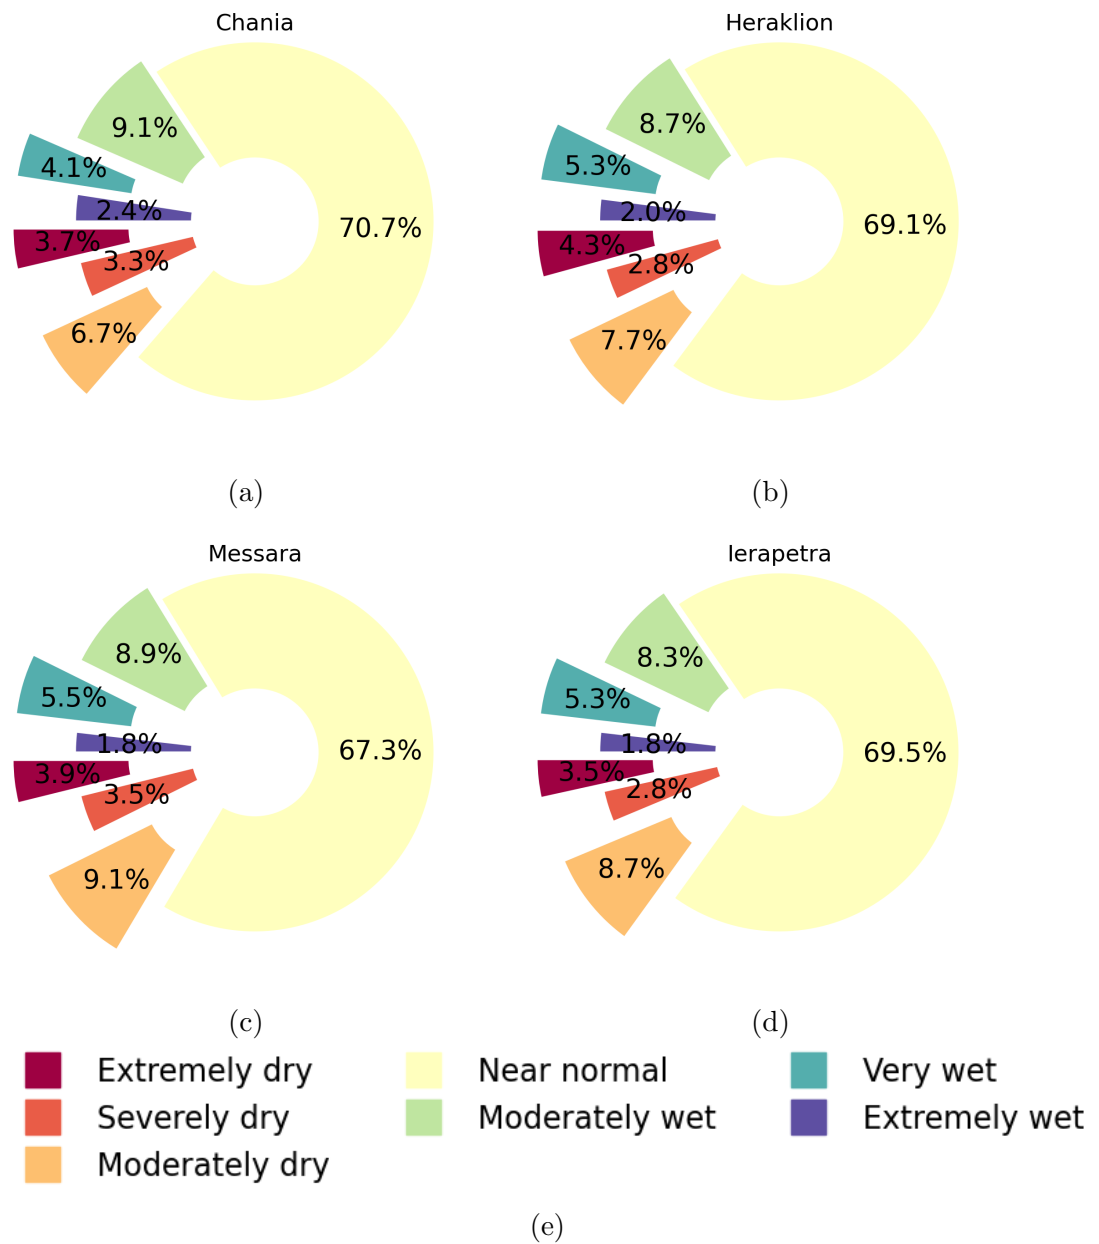 Chania
9.1%
4.1%
2.4%
3.7%
3.3%
6.7%
70.7%
(a)
Heraklion
8.7%
5.3%
2.0%
4.3%
2.8%
7.7%
69.1%
(b)
Messara
8.9%
5.5%
1.8%
3.9%
3.5%
9.1%
67.3%
(c)
Ierapetra
8.3%
5.3%
1.8%
3.5%
2.8%
8.7%
69.5%
(d)
Extremely dry
Severely dry
Moderately dry
Near normal
Moderately wet
Very wet
Extremely wet
(e)